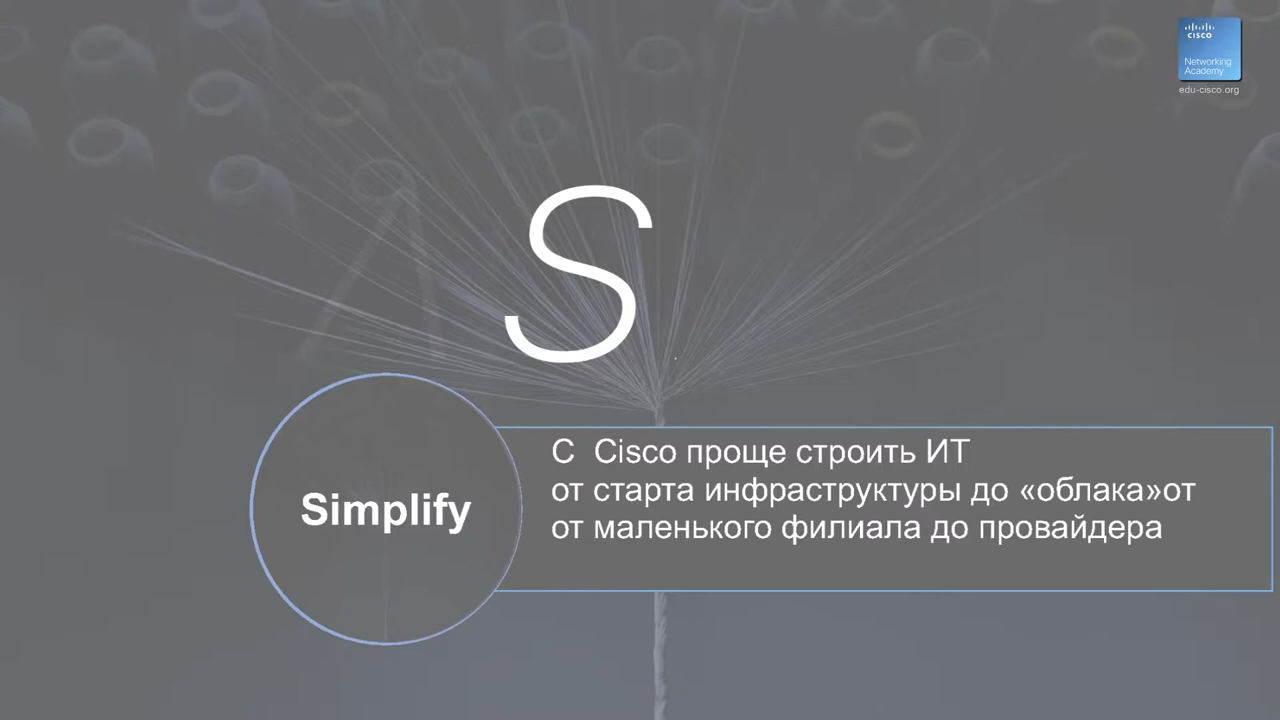 cisco
Networking
Academy
edu-cisco.org
S
Simplify
С Cisco проще строить ИТ
от старта инфраструктуры до «облака»от
от маленького филиала до провайдера